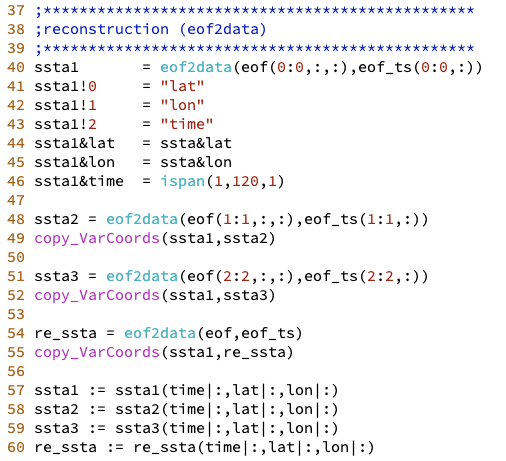 37 ;************************************************
38 ;reconstruction (eof2data)
39 ;************************************************
40 ssta1       = eof2data(eof(0:0,:,:),eof_ts(0:0,:))
41 ssta1!0     = "lat"
42 ssta1!1     = "lon"
43 ssta1!2     = "time"
44 ssta1&lat   = ssta&lat
45 ssta1&lon   = ssta&lon
46 ssta1&time  = ispan(1,120,1)
47
48 ssta2 = eof2data(eof(1:1,:,:),eof_ts(1:1,:))
49 copy_VarCoords(ssta1,ssta2)
50
51 ssta3 = eof2data(eof(2:2,:,:),eof_ts(2:2,:))
52 copy_VarCoords(ssta1,ssta3)
53
54 re_ssta = eof2data(eof,eof_ts)
55 copy_VarCoords(ssta1,re_ssta)
56
57 ssta1 := ssta1(time|:,lat|:,lon|:)
58 ssta2 := ssta2(time|:,lat|:,lon|:)
59 ssta3 := ssta3(time|:,lat|:,lon|:)
60 re_ssta := re_ssta(time|:,lat|:,lon|:)